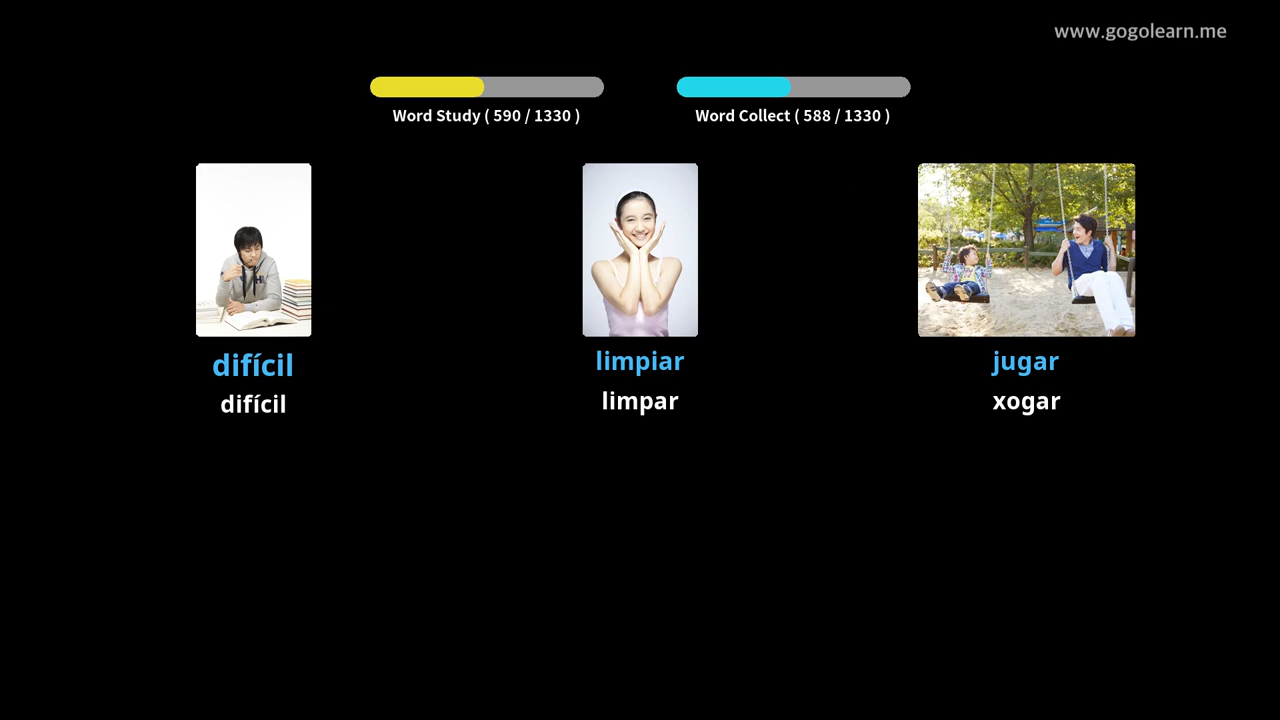 www.gogolearn.me
Word Study ( 590 / 1330 )
Word Collect ( 588 / 1330 )
difícil
difícil
limpiar
limpar
jugar
xogar